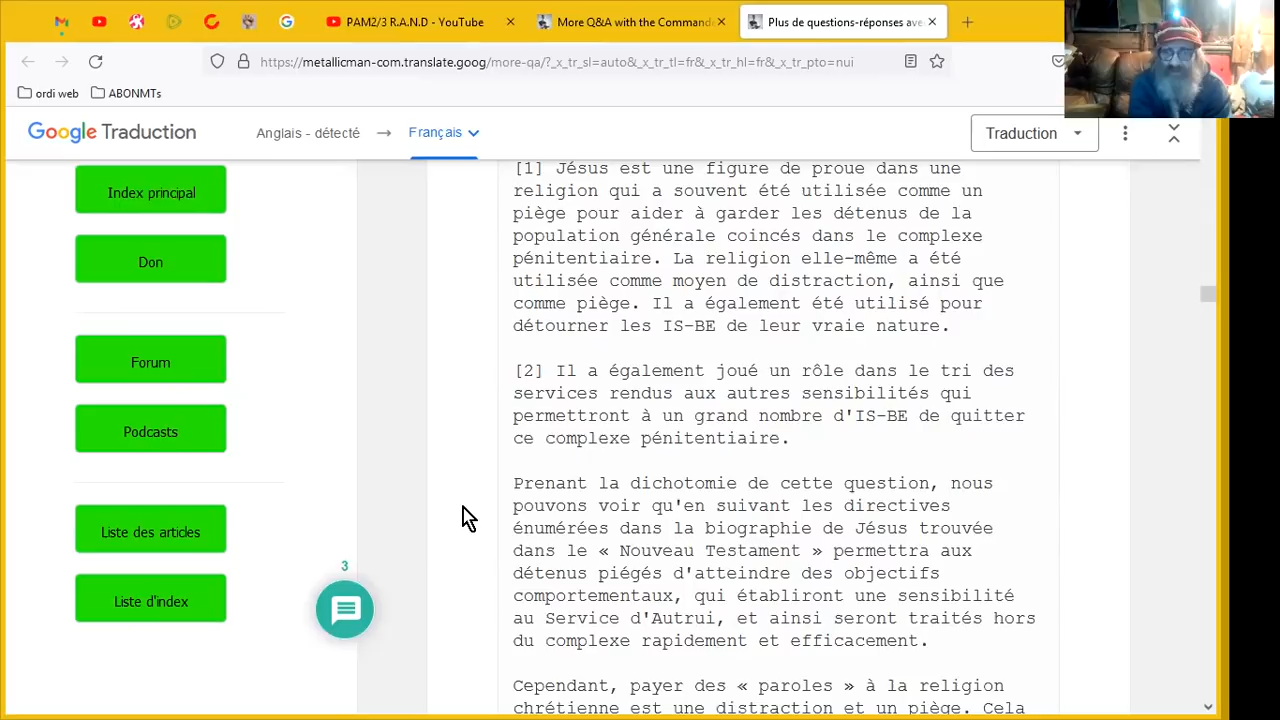 PAM2/3 R.A.N.D - YouTube
More Q&A with the Command
Plus de questions-réponses ave
https://metallicman-com.translate.goog/more-qa/?_x_tr_sl=auto&_x_tr_tl=fr&_x_tr_hl=fr&_x_tr_pto=nui
ordi web
ABONMTs
Google Traduction
Anglais - détecté
Français
Traduction
Index principal
Don
Forum
Podcasts
Liste des articles
Liste d'index
3
[1] Jésus est une figure de proue dans une
religion qui a souvent été utilisée comme un
piège pour aider à garder les détenus de la
population générale coincés dans le complexe
pénitentiaire. La religion elle-même a été
utilisée comme moyen de distraction, ainsi que
comme piège. Il a également été utilisé pour
détourner les IS-BE de leur vraie nature.
[2] Il a également joué un rôle dans le tri des
services rendus aux autres sensibilités qui
permettront à un grand nombre d'IS-BE de quitter
ce complexe pénitentiaire.
Prenant la dichotomie de cette question, nous
pouvons voir qu'en suivant les directives
énumérées dans la biographie de Jésus trouvée
dans le « Nouveau Testament » permettra aux
détenus piégés d'atteindre des objectifs
comportementaux, qui établiront une sensibilité
au Service d'Autrui, et ainsi seront traités hors
du complexe rapidement et efficacement.
Cependant, payer des « paroles » à la religion
chrétienne est une distraction et un piège. Cela